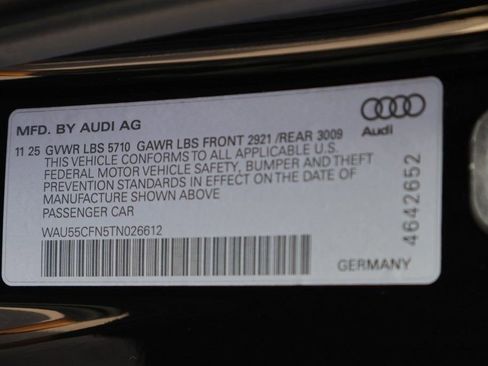 MFD. BY AUDI AG
Audi
11 25 GVWR LBS 5710 GAWR LBS FRONT 2921 /REAR 3009
THIS VEHICLE CONFORMS TO ALL APPLICABLE U.S.
FEDERAL MOTOR VEHICLE SAFETY, BUMPER AND THEFT
PREVENTION STANDARDS IN EFFECT ON THE DATE OF
MANUFACTURE SHOWN ABOVE
PASSENGER CAR
WAU55CFN5TN026612
4642652
GERMANY